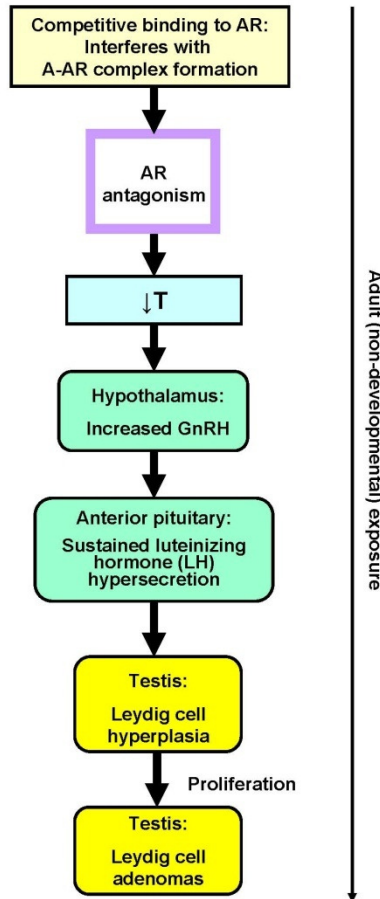 Competitive binding to AR:
Interferes with
A-AR complex formation
AR
antagonism
↓T
Hypothalamus:
Increased GnRH
Anterior pituitary:
Sustained luteinizing
hormone (LH)
hypersecretion
Testis:
Leydig cell
hyperplasia
Proliferation
Testis:
Leydig cell
adenomas
Adult (non-developmental) exposure